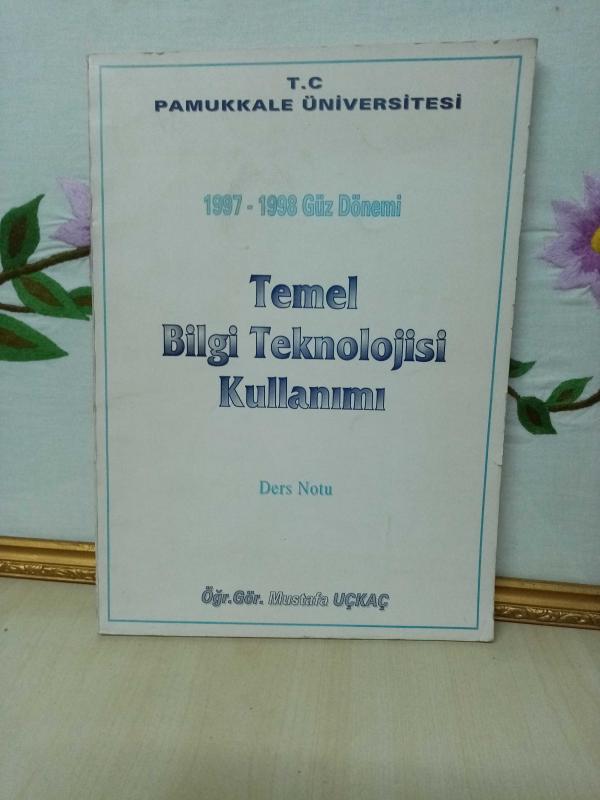 T.C
PAMUKKALE ÜNİVERSİTESİ
1997 - 1998 Güz Dönemi
Temel
Bilgi Teknolojisi
Kullanımı
Ders Notu
Öğr.Gör. Mustafa UÇKAÇ